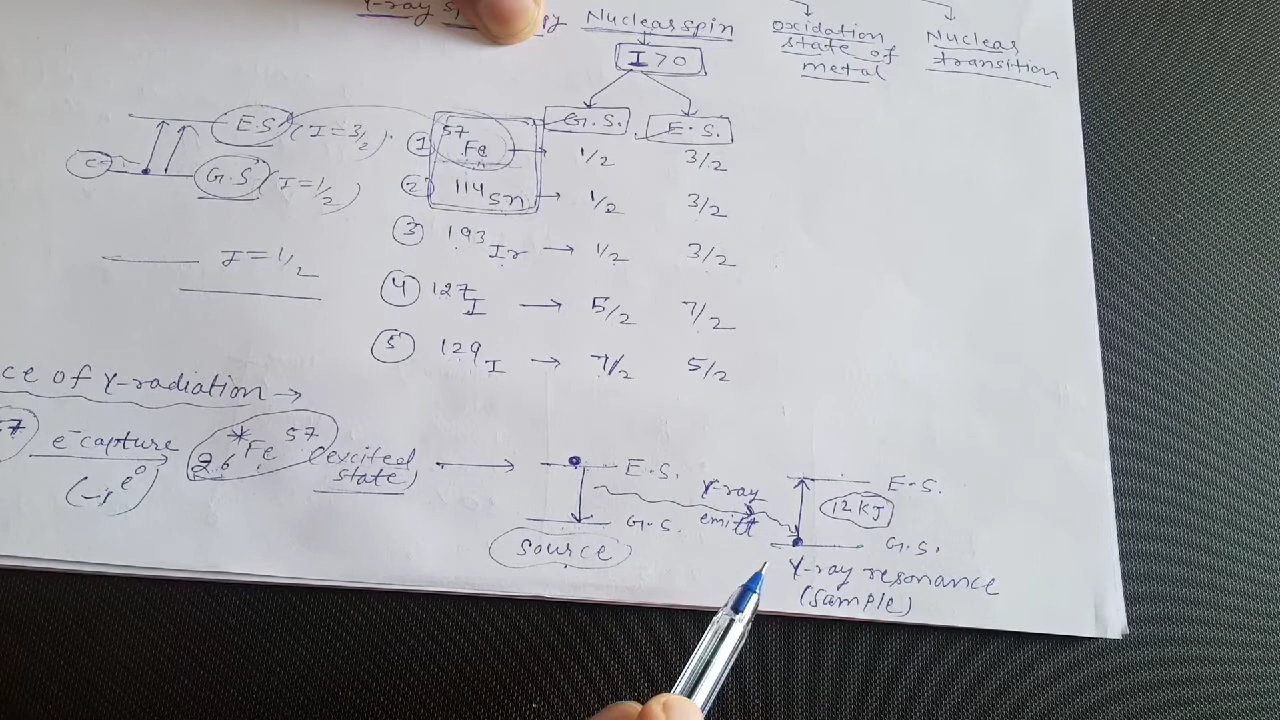 γ-ray
Nuclear spin
oxidation
state of
metal
Nuclear
transition
I > 0
G.S. E.S.
E.S (I = 3/2).
G.S (I = 1/2)
e-
I = 1/2
① 57Fe → 1/2 3/2
② 114Sn → 1/2 3/2
③ 193Ir → 1/2 3/2
④ 127I → 5/2 7/2
⑤ 129I → 7/2 5/2
ce of γ-radiation →
57 e- capture (-1e0) *26Fe57 (excited state) →
E.S.
G.S.
source
γ-ray
emitt
E.S.
12 KJ
G.S.
γ-ray resonance
(sample)